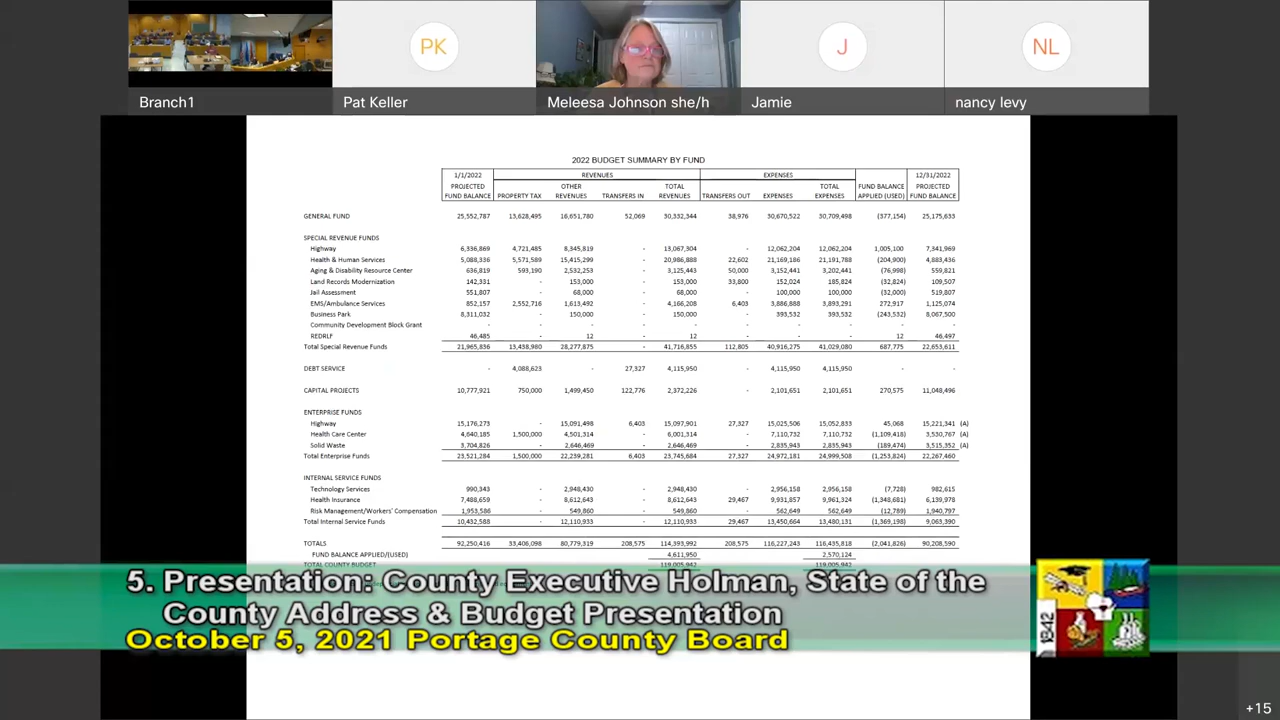 PK
J
NL
Branch1
Pat Keller
Meleesa Johnson she/h
Jamie
nancy levy
2022 BUDGET SUMMARY BY FUND
1/1/2022 REVENUES EXPENSES 12/31/2022
PROJECTED OTHER TOTAL TOTAL FUND BALANCE PROJECTED
FUND BALANCE PROPERTY TAX REVENUES TRANSFERS IN REVENUES TRANSFERS OUT EXPENSES EXPENSES APPLIED (USED) FUND BALANCE
GENERAL FUND 25,552,787 13,628,495 16,651,780 52,069 30,332,344 38,976 30,670,522 30,709,498 (377,154) 25,175,633
SPECIAL REVENUE FUNDS
Highway 6,336,869 4,721,485 8,345,819 - 13,067,304 - 12,062,204 12,062,204 1,005,100 7,341,969
Health & Human Services 5,088,336 5,571,589 15,415,299 - 20,986,888 22,602 21,169,186 21,191,788 (204,900) 4,883,436
Aging & Disability Resource Center 636,819 593,190 2,532,253 - 3,125,443 50,000 3,152,441 3,202,441 (76,998) 559,821
Land Records Modernization 142,331 - 153,000 - 153,000 33,800 152,024 185,824 (32,824) 109,507
Jail Assessment 551,807 - 68,000 - 68,000 - 100,000 100,000 (32,000) 519,807
EMS/Ambulance Services 852,157 2,552,716 1,613,492 - 4,166,208 6,403 3,886,888 3,893,291 272,917 1,125,074
Business Park 8,311,032 - 150,000 - 150,000 - 393,532 393,532 (243,532) 8,067,500
Community Development Block Grant - - - - - - - - - -
REDRLF 46,485 - 12 - 12 - - - 12 46,497
Total Special Revenue Funds 21,965,836 13,438,980 28,277,875 - 41,716,855 112,805 40,916,275 41,029,080 687,775 22,653,611
DEBT SERVICE - 4,088,623 - 27,327 4,115,950 - 4,115,950 4,115,950 - -
CAPITAL PROJECTS 10,777,921 750,000 1,499,450 122,776 2,372,226 - 2,101,651 2,101,651 270,575 11,048,496
ENTERPRISE FUNDS
Highway 15,176,273 - 15,091,498 6,403 15,097,901 27,327 15,025,506 15,052,833 45,068 15,221,341 (A)
Health Care Center 4,640,185 1,500,000 4,501,314 - 6,001,314 - 7,110,732 7,110,732 (1,109,418) 3,530,767 (A)
Solid Waste 3,704,826 - 2,646,469 - 2,646,469 - 2,835,943 2,835,943 (189,474) 3,515,352 (A)
Total Enterprise Funds 23,521,284 1,500,000 22,239,281 6,403 23,745,684 27,327 24,972,181 24,999,508 (1,253,824) 22,267,460
INTERNAL SERVICE FUNDS
Technology Services 990,343 - 2,948,430 - 2,948,430 - 2,956,158 2,956,158 (7,728) 982,615
Health Insurance 7,488,659 - 8,612,643 - 8,612,643 29,467 9,931,857 9,961,324 (1,348,681) 6,139,978
Risk Management/Workers' Compensation 1,953,586 - 549,860 - 549,860 - 562,649 562,649 (12,789) 1,940,797
Total Internal Service Funds 10,432,588 - 12,110,933 - 12,110,933 29,467 13,450,664 13,480,131 (1,369,198) 9,063,390
TOTALS 92,250,416 33,406,098 80,779,319 208,575 114,393,992 208,575 116,227,243 116,435,818 (2,041,826) 90,208,590
FUND BALANCE APPLIED/(USED) 4,611,950 2,570,124
TOTAL COUNTY BUDGET 119,005,942 119,005,942
5. Presentation: County Executive Holman, State of the
County Address & Budget Presentation
October 5, 2021 Portage County Board
1842
+15